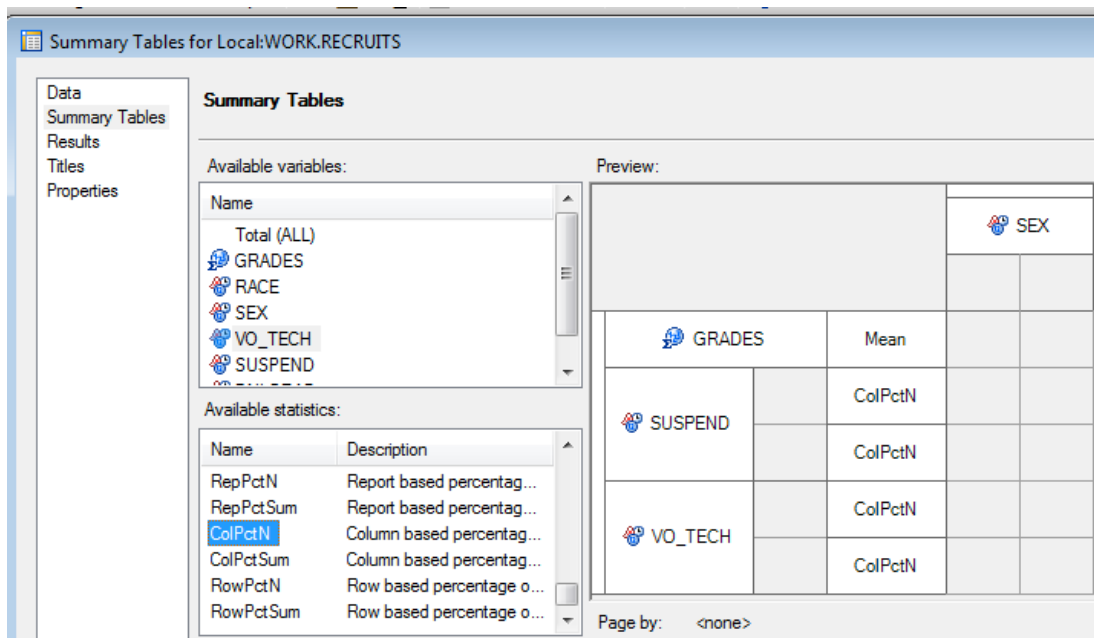 Summary Tables for Local:WORK.RECRUITS
Data
Summary Tables
Results
Titles
Properties
Summary Tables
Available variables:
Name
Total (ALL)
GRADES
RACE
SEX
VO_TECH
SUSPEND
Available statistics:
Name Description
RepPctN Report based percentag...
RepPctSum Report based percentag...
ColPctN Column based percentag...
ColPctSum Column based percentag...
RowPctN Row based percentage o...
RowPctSum Row based percentage o...
Preview:
SEX
GRADES Mean
SUSPEND ColPctN
ColPctN
VO_TECH ColPctN
ColPctN
Page by: <none>